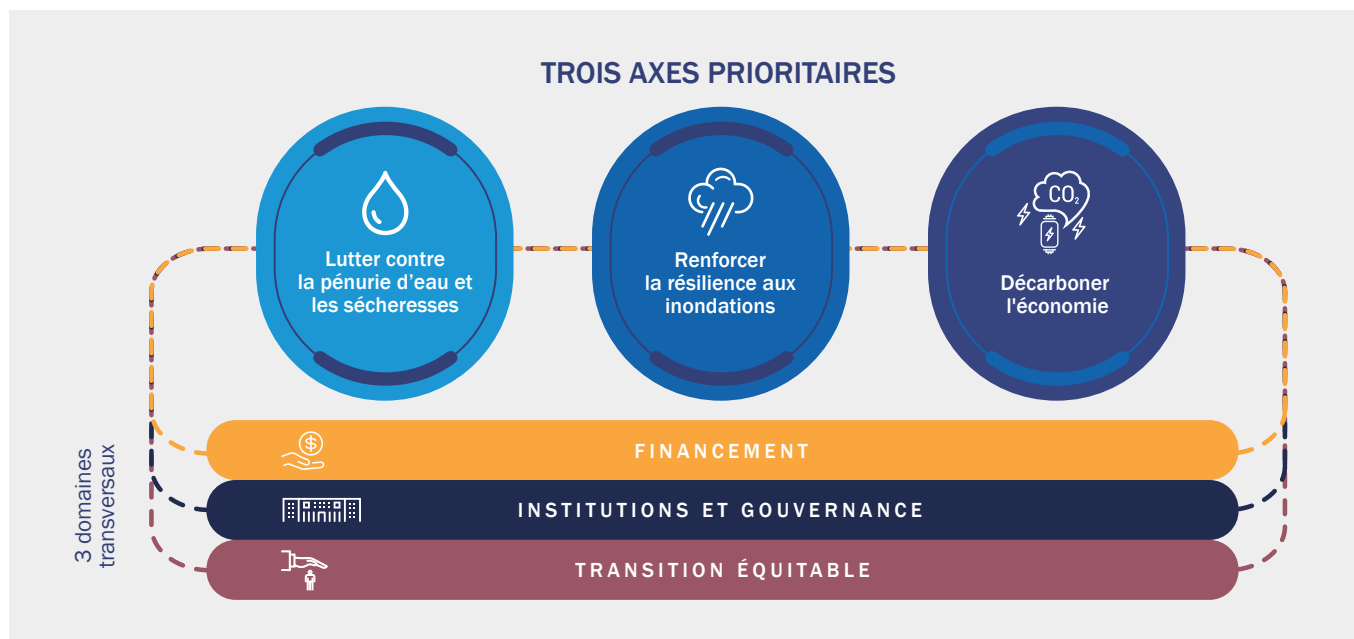 TROIS AXES PRIORITAIRES
Lutter contre
la pénurie d'eau et
les sécheresses
Renforcer
la résilience aux
inondations
CO₂
Décarboner
l'économie
3 domaines
transversaux
$
FINANCEMENT
INSTITUTIONS ET GOUVERNANCE
TRANSITION ÉQUITABLE